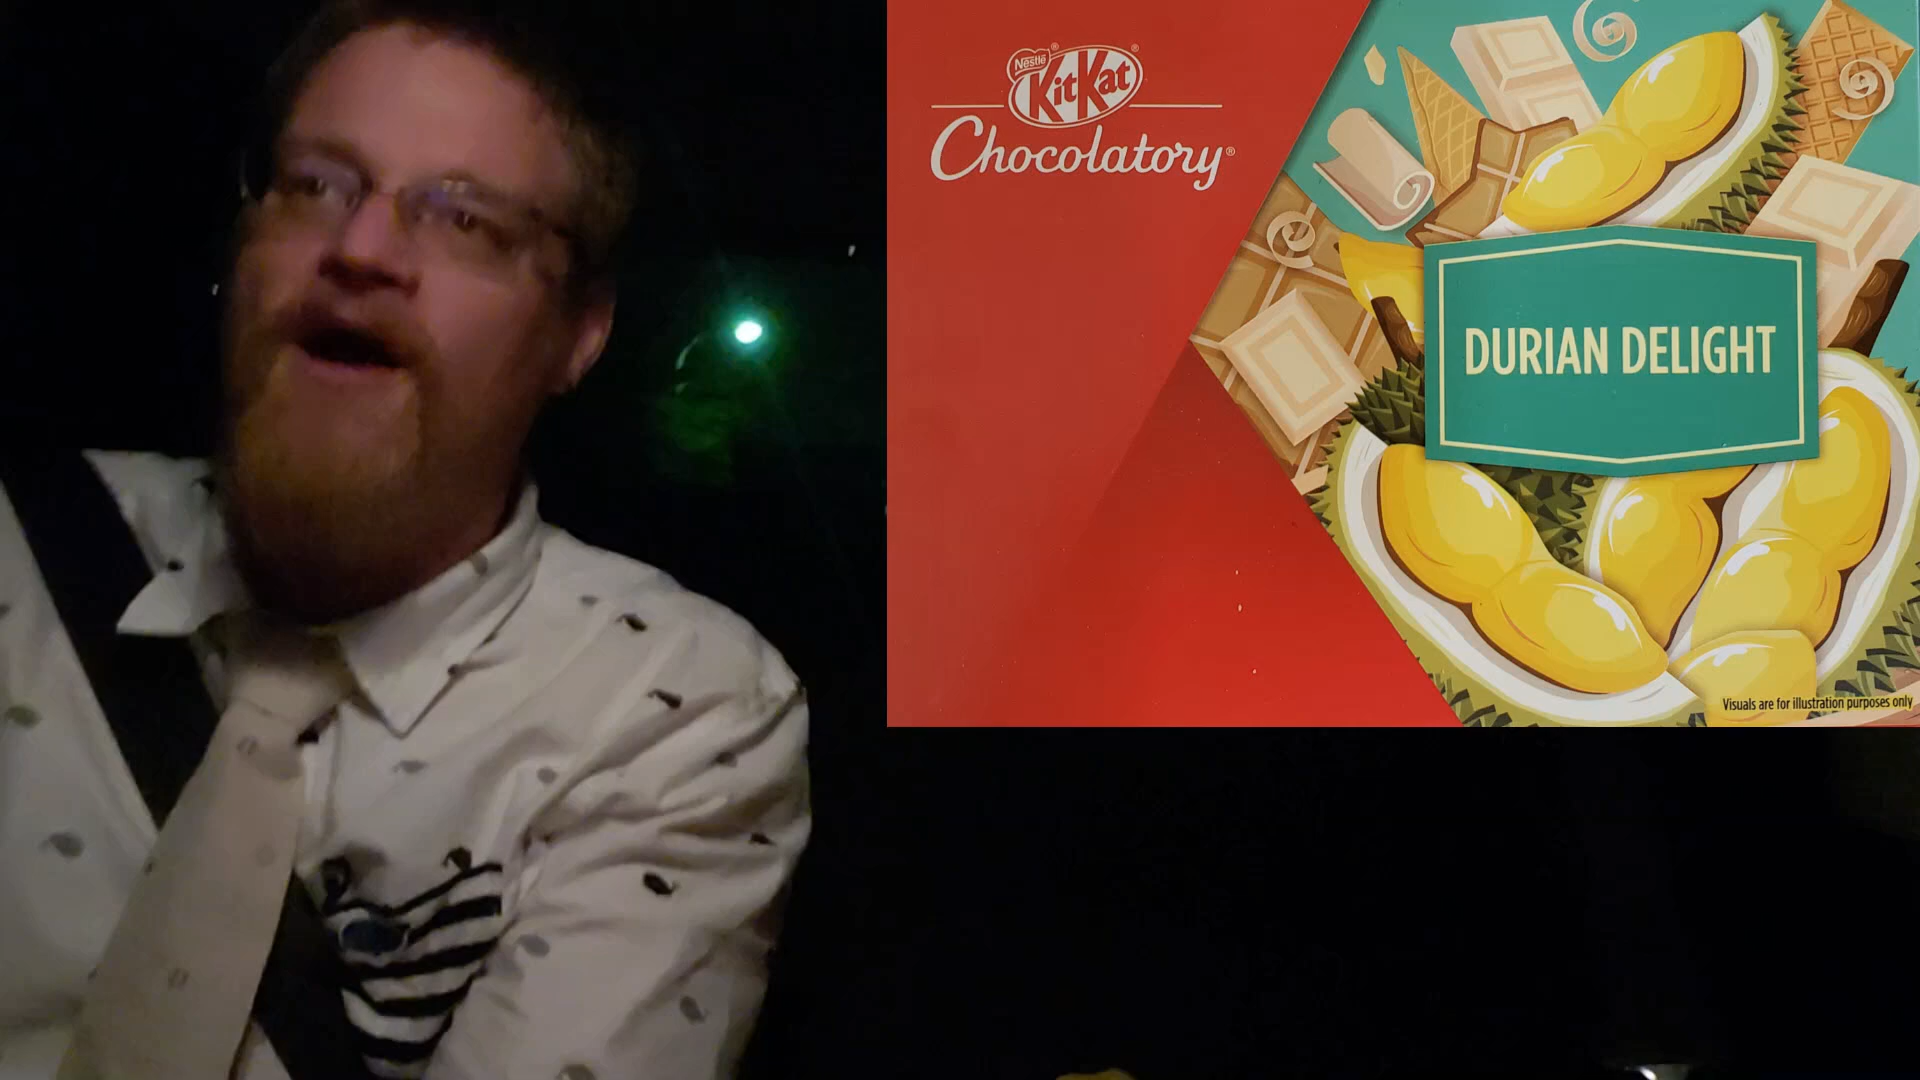 Nestlé
KitKat
Chocolatory
DURIAN DELIGHT
Visuals are for illustration purposes only